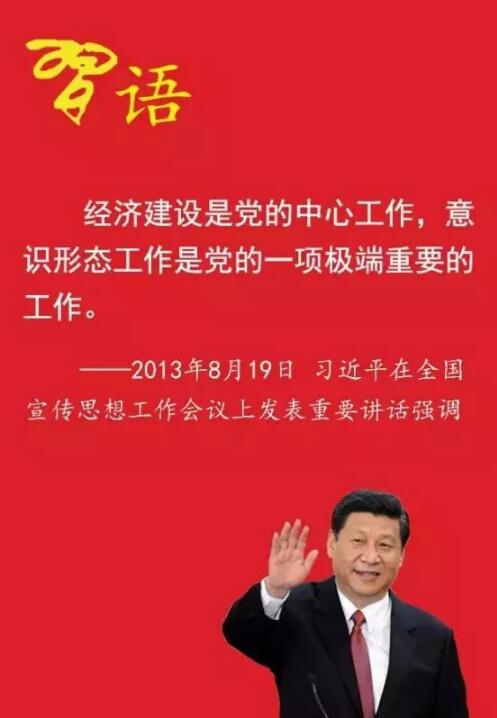 習语
经济建设是党的中心工作，意
识形态工作是党的一项极端重要的
工作。
——2013年8月19日 习近平在全国
宣传思想工作会议上发表重要讲话强调